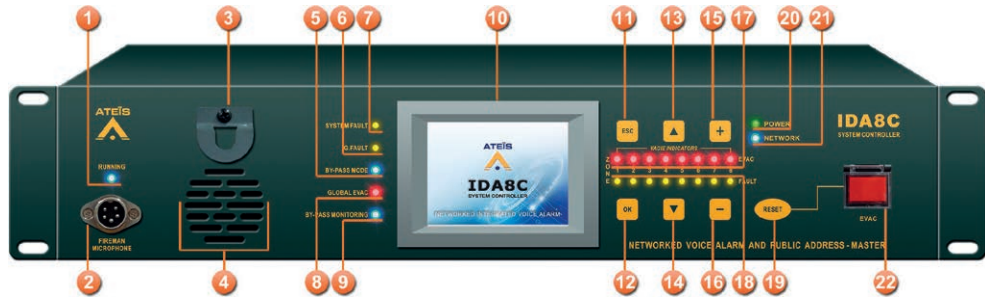 1
3
5
6
7
10
11
13
15
17
20
21
ATEÏS
RUNNING
FIREMAN
MICROPHONE
SYSTEM FAULT
G.FAULT
BY-PASS MODE
GLOBAL EVAC
BY-PASS MONITORING
ATEÏS
IDA8C
SYSTEM CONTROLLER
-NETWORKED INTEGRATED VOICE ALARM-
ESC
▲
+
VACIE INDICATORS
ZONE
1 2 3 4 5 6 7 8
EVAC
FAULT
OK
▼
−
POWER
NETWORK
IDA8C
SYSTEM CONTROLLER
RESET
EVAC
NETWORKED VOICE ALARM AND PUBLIC ADDRESS - MASTER
2
4
8
9
12
14
16
18
19
22